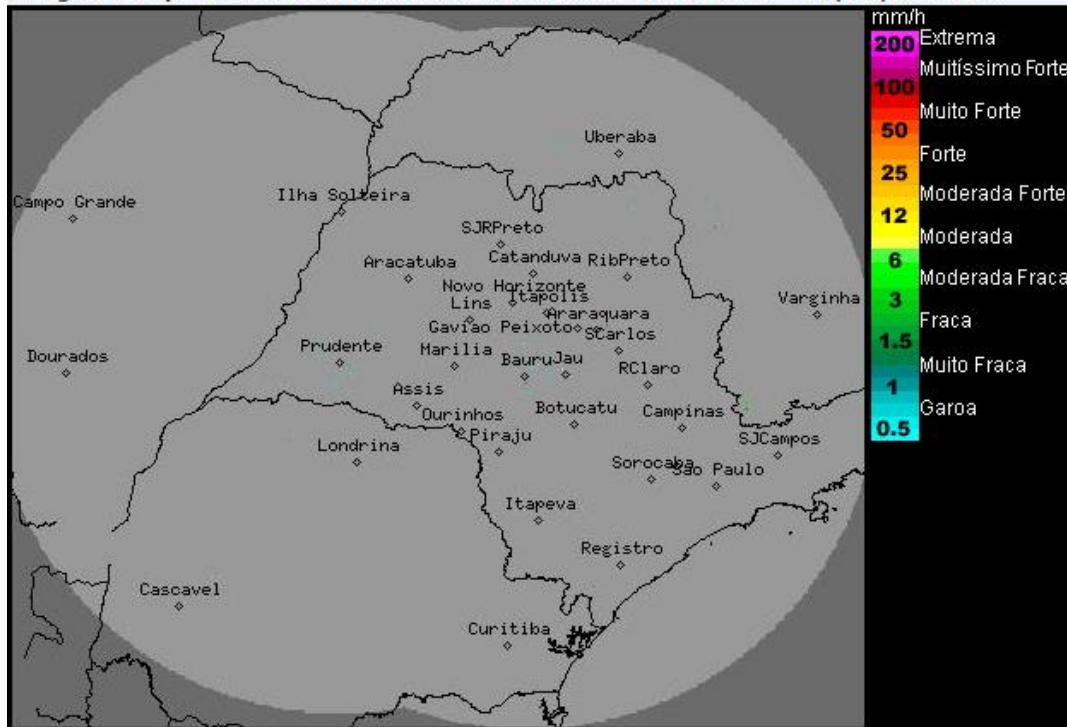 mm/h
200 Extrema
Muitíssimo Forte
100
Muito Forte
50
Forte
25
Moderada Forte
12
Moderada
6
Moderada Fraca
3
Fraca
1.5
Muito Fraca
1
Garoa
0.5
Uberaba
Campo Grande
Ilha Solteira
SJRPreto
Aracatuba
Catanduva
RibPreto
Novo Horizonte
Itapolis
Lins
Araraquara
Varginha
Gaviao Peixoto
SCarlos
Prudente
Marilia
Dourados
Bauru
Jau
RClaro
Assis
Ourinhos
Botucatu
Campinas
Piraju
SJCampos
Londrina
Sorocaba
Sao Paulo
Itapeva
Registro
Cascavel
Curitiba